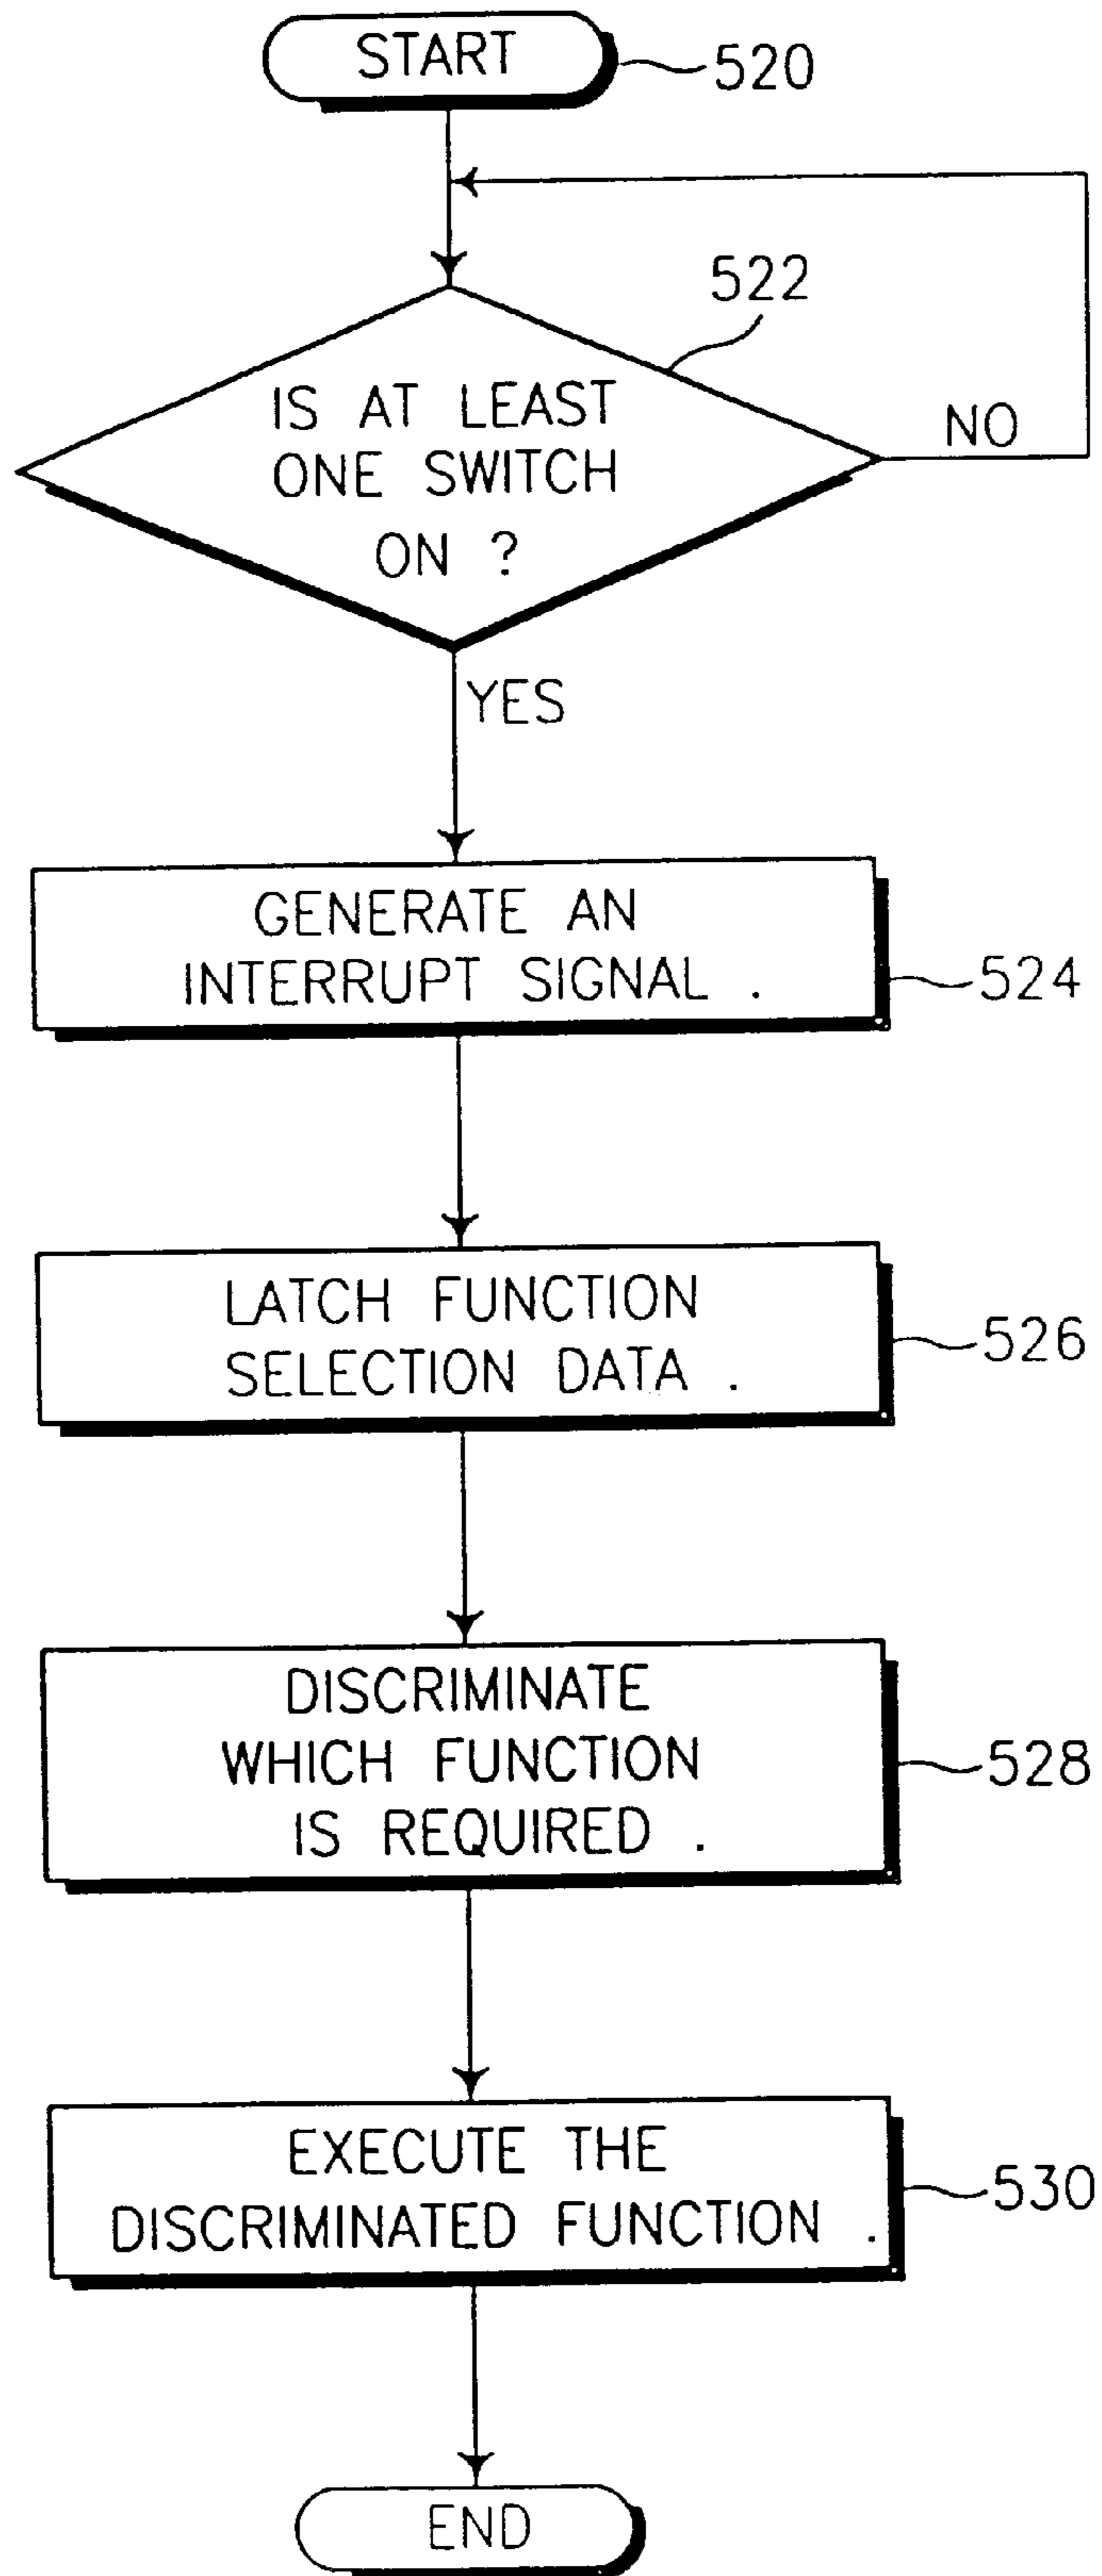 START
520
522
IS AT LEAST
ONE SWITCH
ON ?
NO
YES
GENERATE AN
INTERRUPT SIGNAL .
524
LATCH FUNCTION
SELECTION DATA .
526
DISCRIMINATE
WHICH FUNCTION
IS REQUIRED .
528
EXECUTE THE
DISCRIMINATED FUNCTION .
530
END